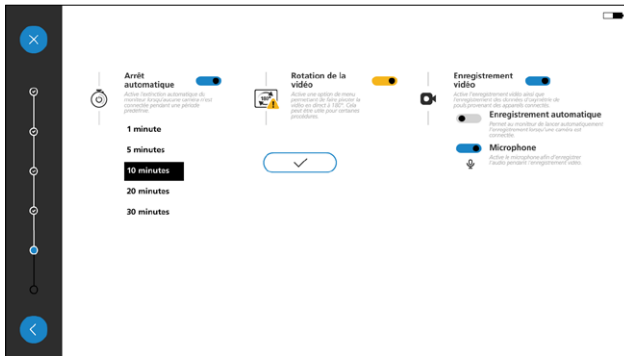 Arrêt
automatique
Active l'extinction automatique du
moniteur lorsqu'aucune caméra n'est
connectée pendant une période
prédéfinie.
1 minute
5 minutes
10 minutes
20 minutes
30 minutes
Rotation de la
vidéo
Active une option de menu
permettant de faire pivoter la
vidéo en direct à 180°. Cela
peut être utile pour certaines
procédures.
180°
Enregistrement
vidéo
Active l'enregistrement vidéo ainsi que
l'enregistrement des données d'oxymétrie de
pouls provenant des appareils connectés.
Enregistrement automatique
Permet au moniteur de lancer automatiquement
l'enregistrement lorsqu'une caméra est
connectée.
Microphone
Active le microphone afin d'enregistrer
l'audio pendant l'enregistrement vidéo.